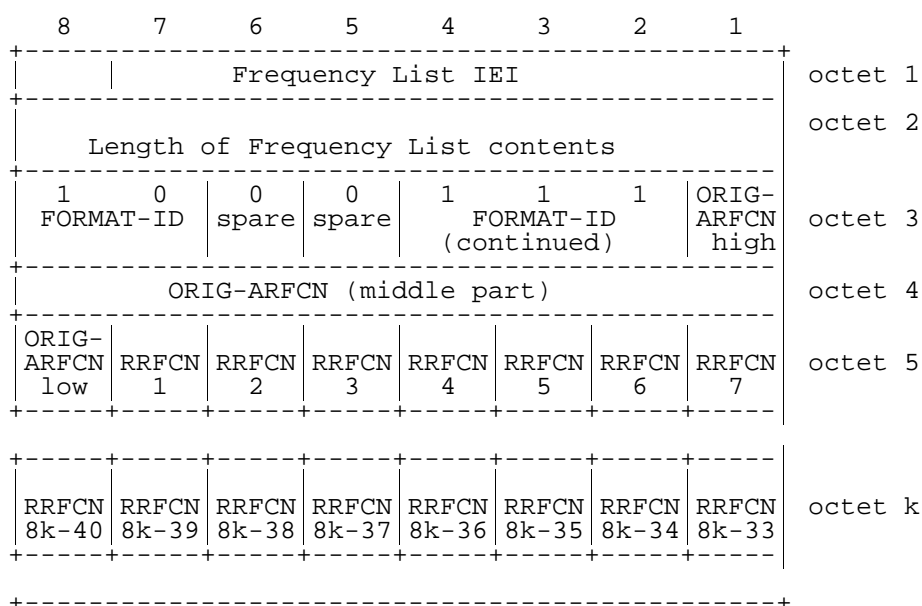 8 7 6 5 4 3 2 1
Frequency List IEI octet 1
octet 2
Length of Frequency List contents
1 0 0 0 1 1 1 ORIG-
FORMAT-ID spare spare FORMAT-ID ARFCN octet 3
(continued) high
ORIG-ARFCN (middle part) octet 4
ORIG-
ARFCN RRFCN RRFCN RRFCN RRFCN RRFCN RRFCN RRFCN octet 5
low 1 2 3 4 5 6 7
RRFCN RRFCN RRFCN RRFCN RRFCN RRFCN RRFCN RRFCN octet k
8k-40 8k-39 8k-38 8k-37 8k-36 8k-35 8k-34 8k-33